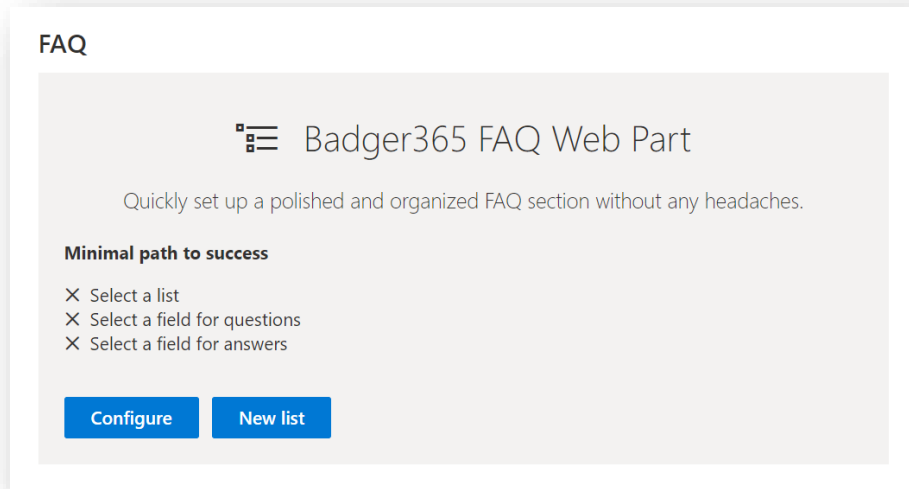 FAQ
Badger365 FAQ Web Part
Quickly set up a polished and organized FAQ section without any headaches.
Minimal path to success
Select a list
Select a field for questions
Select a field for answers
Configure New list